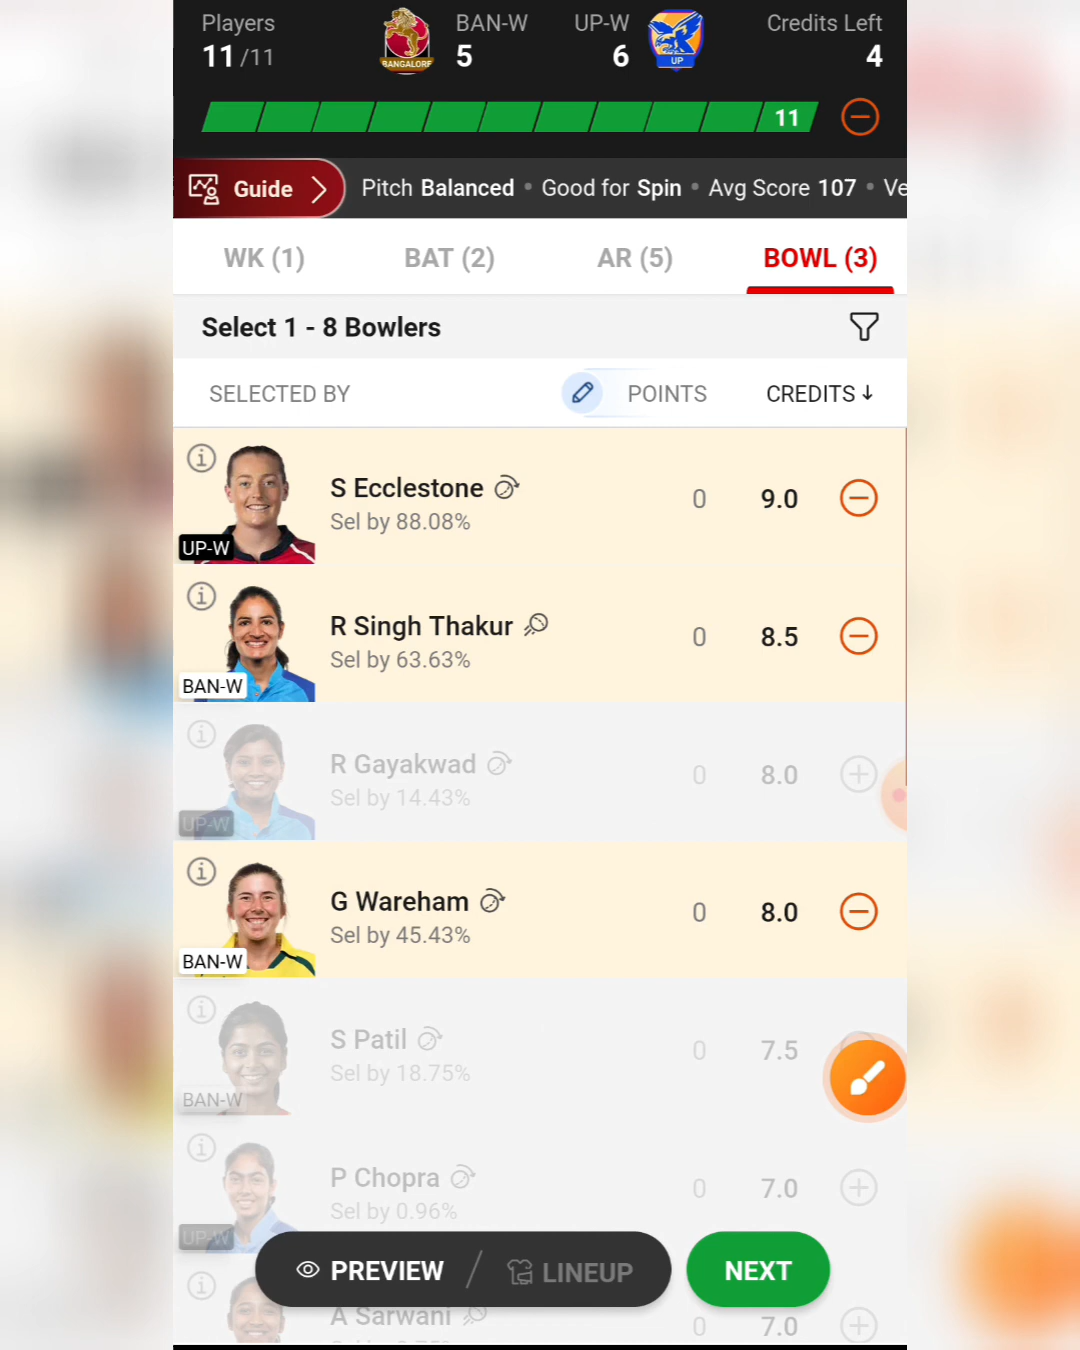 Players BAN-W UP-W Credits Left
11/11 BANGALORE 5 6 UP 4
11
Guide Pitch Balanced • Good for Spin • Avg Score 107 • Ve
WK (1) BAT (2) AR (5) BOWL (3)
Select 1 - 8 Bowlers
SELECTED BY POINTS CREDITS ↓
S Ecclestone 0 9.0
Sel by 88.08%
UP-W
R Singh Thakur 0 8.5
Sel by 63.63%
BAN-W
R Gayakwad 0 8.0
Sel by 14.43%
UP-W
G Wareham 0 8.0
Sel by 45.43%
BAN-W
S Patil 0 7.5
Sel by 18.75%
BAN-W
P Chopra 0 7.0
Sel by 0.96%
UP-W
PREVIEW / LINEUP NEXT
A Sarwani 0 7.0